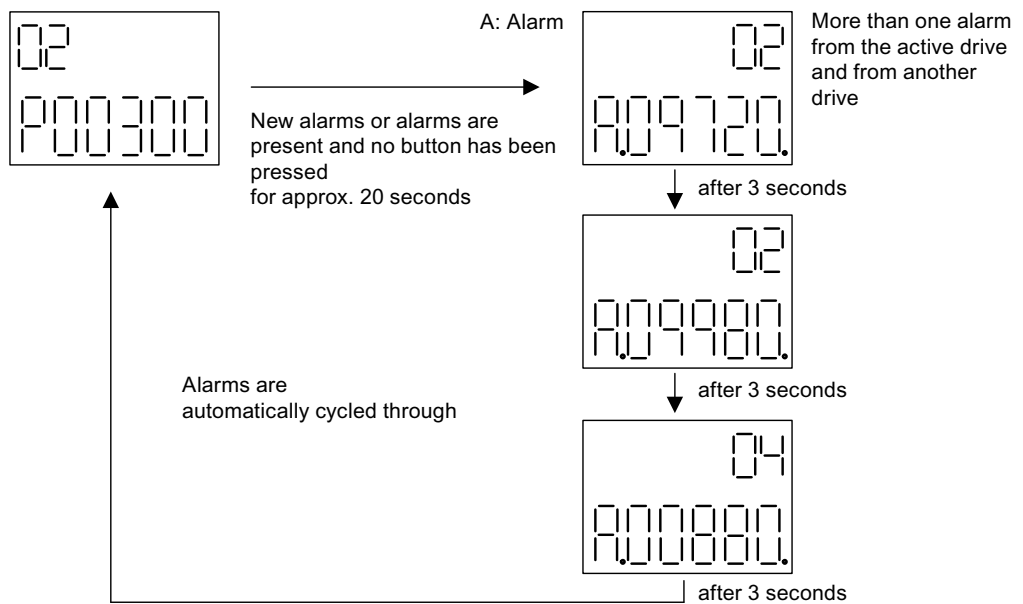 02
P00300
New alarms or alarms are
present and no button has been
pressed
for approx. 20 seconds
A: Alarm
02
A.09720.
More than one alarm
from the active drive
and from another
drive
after 3 seconds
02
A.09980.
after 3 seconds
04
A.00880.
after 3 seconds
Alarms are
automatically cycled through